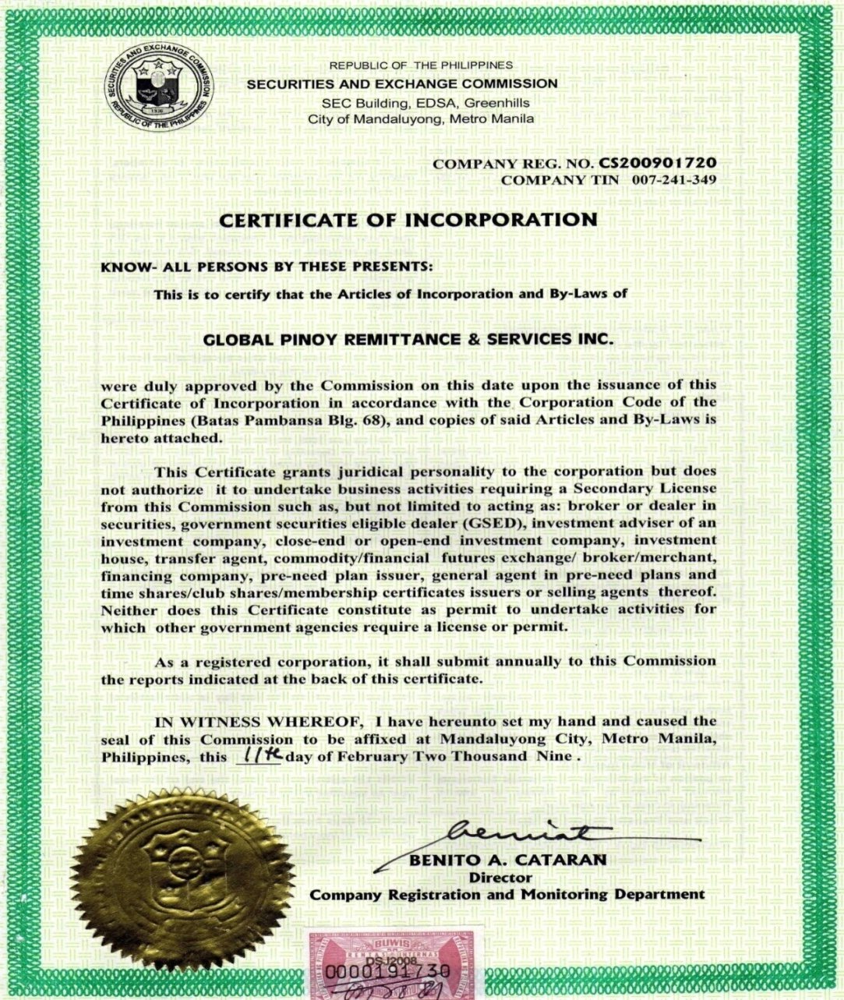 SECURITIES AND EXCHANGE COMMISSION
REPUBLIC OF THE PHILIPPINES
1936
REPUBLIC OF THE PHILIPPINES
SECURITIES AND EXCHANGE COMMISSION
SEC Building, EDSA, Greenhills
City of Mandaluyong, Metro Manila
COMPANY REG. NO. CS200901720
COMPANY TIN 007-241-349
CERTIFICATE OF INCORPORATION
KNOW- ALL PERSONS BY THESE PRESENTS:
This is to certify that the Articles of Incorporation and By-Laws of
GLOBAL PINOY REMITTANCE & SERVICES INC.
were duly approved by the Commission on this date upon the issuance of this
Certificate of Incorporation in accordance with the Corporation Code of the
Philippines (Batas Pambansa Blg. 68), and copies of said Articles and By-Laws is
hereto attached.
This Certificate grants juridical personality to the corporation but does
not authorize it to undertake business activities requiring a Secondary License
from this Commission such as, but not limited to acting as: broker or dealer in
securities, government securities eligible dealer (GSED), investment adviser of an
investment company, close-end or open-end investment company, investment
house, transfer agent, commodity/financial futures exchange/ broker/merchant,
financing company, pre-need plan issuer, general agent in pre-need plans and
time shares/club shares/membership certificates issuers or selling agents thereof.
Neither does this Certificate constitute as permit to undertake activities for
which other government agencies require a license or permit.
As a registered corporation, it shall submit annually to this Commission
the reports indicated at the back of this certificate.
IN WITNESS WHEREOF, I have hereunto set my hand and caused the
seal of this Commission to be affixed at Mandaluyong City, Metro Manila,
Philippines, this 11th day of February Two Thousand Nine .
BENITO A. CATARAN
Director
Company Registration and Monitoring Department
BUWIS
RENTAS INTERNAS
DSJ2008
0000191730